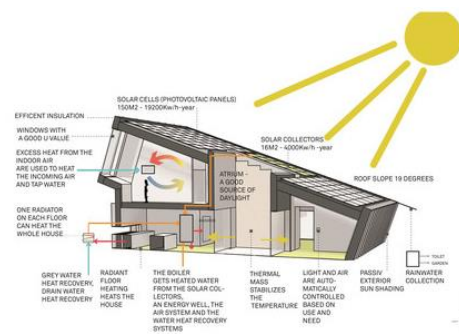 SOLAR CELLS (PHOTOVOLTAIC PANELS)
150M2 - 19200Kw/h-year
EFFICENT INSULATION
WINDOWS WITH
A GOOD U VALUE
EXCESS HEAT FROM THE
INDOOR AIR
ARE USED TO HEAT
THE INCOMING AIR
AND TAP WATER
ONE RADIATOR
ON EACH FLOOR
CAN HEAT THE
WHOLE HOUSE
SOLAR COLLECTORS
16M2 - 4000Kw/h -year
ATRIUM -
A GOOD
SOURCE OF
DAYLIGHT
ROOF SLOPE 19 DEGREES
TOILET
GARDEN
GREY WATER
HEAT RECOVERY,
DRAIN WATER
HEAT RECOVERY
RADIANT
FLOOR
HEATING
HEATS THE
HOUSE
THE BOILER
GETS HEATED WATER
FROM THE SOLAR COL-
LECTORS,
AN ENERGY WELL, THE
AIR SYSTEM AND THE
WATER HEAT RECOVERY
SYSTEMS
THERMAL
MASS
STABILIZES
THE
TEMPERATURE
LIGHT AND AIR
ARE AUTO-
MATICALLY
CONTROLLED
BASED ON
USE AND
NEED
PASSIV
EXTERIOR
SUN SHADING
RAINWATER
COLLECTION